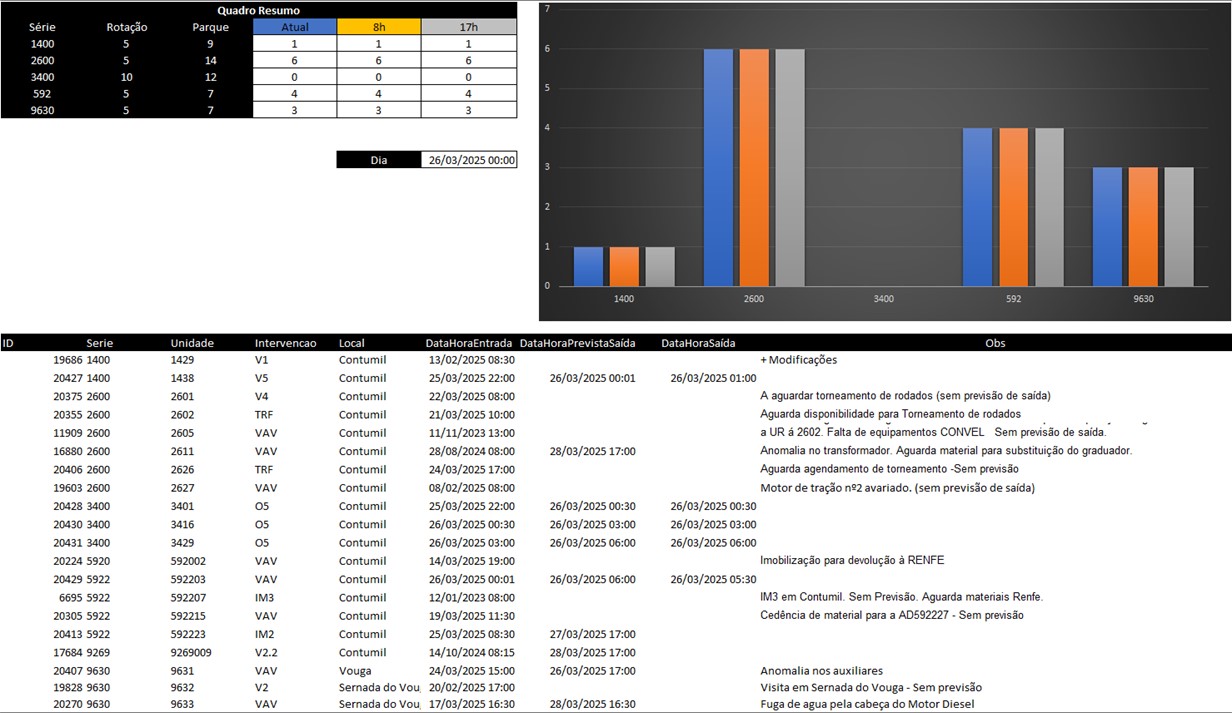 Quadro Resumo
Série Rotação Parque Atual 8h 17h
1400 5 9 1 1 1
2600 5 14 6 6 6
3400 10 12 0 0 0
592 5 7 4 4 4
9630 5 7 3 3 3
Dia 26/03/2025 00:00
7
6
5
4
3
2
1
0
1400 2600 3400 592 9630
ID Serie Unidade Intervencao Local DataHoraEntrada DataHoraPrevistaSaída DataHoraSaída Obs
19686 1400 1429 V1 Contumil 13/02/2025 08:30 + Modificações
20427 1400 1438 V5 Contumil 25/03/2025 22:00 26/03/2025 00:01 26/03/2025 01:00
20375 2600 2601 V4 Contumil 22/03/2025 08:00 A aguardar torneamento de rodados (sem previsão de saída)
20355 2600 2602 TRF Contumil 21/03/2025 10:00 Aguarda disponibilidade para Torneamento de rodados
11909 2600 2605 VAV Contumil 11/11/2023 13:00 a UR á 2602. Falta de equipamentos CONVEL Sem previsão de saída.
16880 2600 2611 VAV Contumil 28/08/2024 08:00 28/03/2025 17:00 Anomalia no transformador. Aguarda material para substituição do graduador.
20406 2600 2626 TRF Contumil 24/03/2025 17:00 Aguarda agendamento de torneamento -Sem previsão
19603 2600 2627 VAV Contumil 08/02/2025 08:00 Motor de tração nº2 avariado. (sem previsão de saída)
20428 3400 3401 O5 Contumil 25/03/2025 22:00 26/03/2025 00:30 26/03/2025 00:30
20430 3400 3416 O5 Contumil 26/03/2025 00:30 26/03/2025 03:00 26/03/2025 03:00
20431 3400 3429 O5 Contumil 26/03/2025 03:00 26/03/2025 06:00 26/03/2025 06:00
20224 5920 592002 VAV Contumil 14/03/2025 19:00 Imobilização para devolução à RENFE
20429 5922 592203 VAV Contumil 26/03/2025 00:01 26/03/2025 06:00 26/03/2025 05:30
6695 5922 592207 IM3 Contumil 12/01/2023 08:00 IM3 em Contumil. Sem Previsão. Aguarda materiais Renfe.
20305 5922 592215 VAV Contumil 19/03/2025 11:30 Cedência de material para a AD592227 - Sem previsão
20413 5922 592223 IM2 Contumil 25/03/2025 08:30 27/03/2025 17:00
17684 9269 9269009 V2.2 Contumil 14/10/2024 08:15 28/03/2025 17:00
20407 9630 9631 VAV Vouga 24/03/2025 15:00 26/03/2025 17:00 Anomalia nos auxiliares
19828 9630 9632 V2 Sernada do Vou 20/02/2025 17:00 Visita em Sernada do Vouga - Sem previsão
20270 9630 9633 VAV Sernada do Vou 17/03/2025 16:30 28/03/2025 16:30 Fuga de agua pela cabeça do Motor Diesel